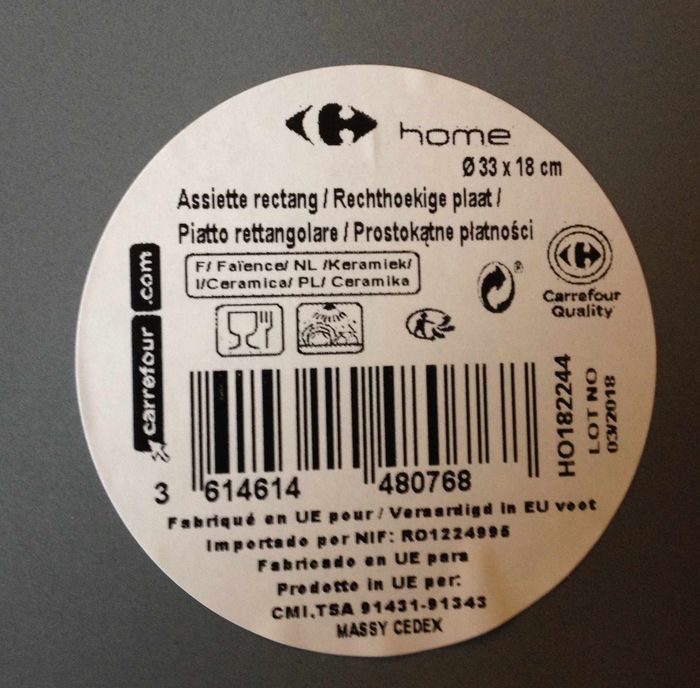 home
Ø 33 x 18 cm
Assiette rectang / Rechthoekige plaat /
Piatto rettangolare / Prostokątne płatności
F/ Faïence/ NL /Keramiek/
I/Ceramica/ PL/ Ceramika
®
Carrefour
Quality
carrefour .com
HO182244
LOT NO
03/2018
3 614614 480768
Fabriqué en UE pour / Veraardigd in EU voot
Importado por NIF: RO1224995
Fabricado en UE para
Prodotto in UE per:
CMI,TSA 91431-91343
MASSY CEDEX